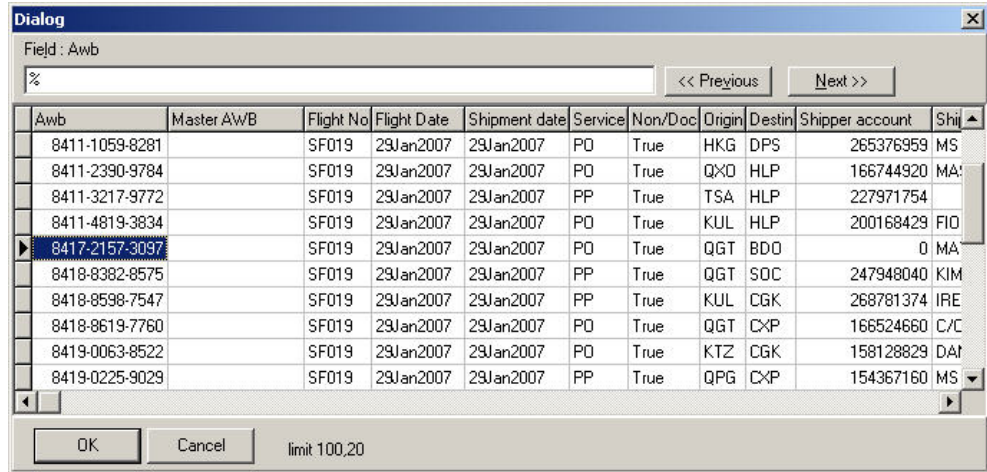 Dialog
Field : Awb
%
<< Previous Next >>
Awb Master AWB Flight No Flight Date Shipment date Service Non/Doc Origin Destin Shipper account Ship
8411-1059-8281 SF019 29Jan2007 29Jan2007 PO True HKG DPS 265376959 MS
8411-2390-9784 SF019 29Jan2007 29Jan2007 PO True QXO HLP 166744920 MAS
8411-3217-9772 SF019 29Jan2007 29Jan2007 PP True TSA HLP 227971754
8411-4819-3834 SF019 29Jan2007 29Jan2007 PO True KUL HLP 200168429 FIO
8417-2157-3097 SF019 29Jan2007 29Jan2007 PO True QGT BDO 0 MA
8418-8382-8575 SF019 29Jan2007 29Jan2007 PP True QGT SOC 247948040 KIM
8418-8598-7547 SF019 29Jan2007 29Jan2007 PP True KUL CGK 268781374 IRE
8418-8619-7760 SF019 29Jan2007 29Jan2007 PO True QGT CXP 166524660 C/C
8419-0063-8522 SF019 29Jan2007 29Jan2007 PO True KTZ CGK 158128829 DAN
8419-0225-9029 SF019 29Jan2007 29Jan2007 PP True QPG CXP 154367160 MS
OK Cancel limit 100,20